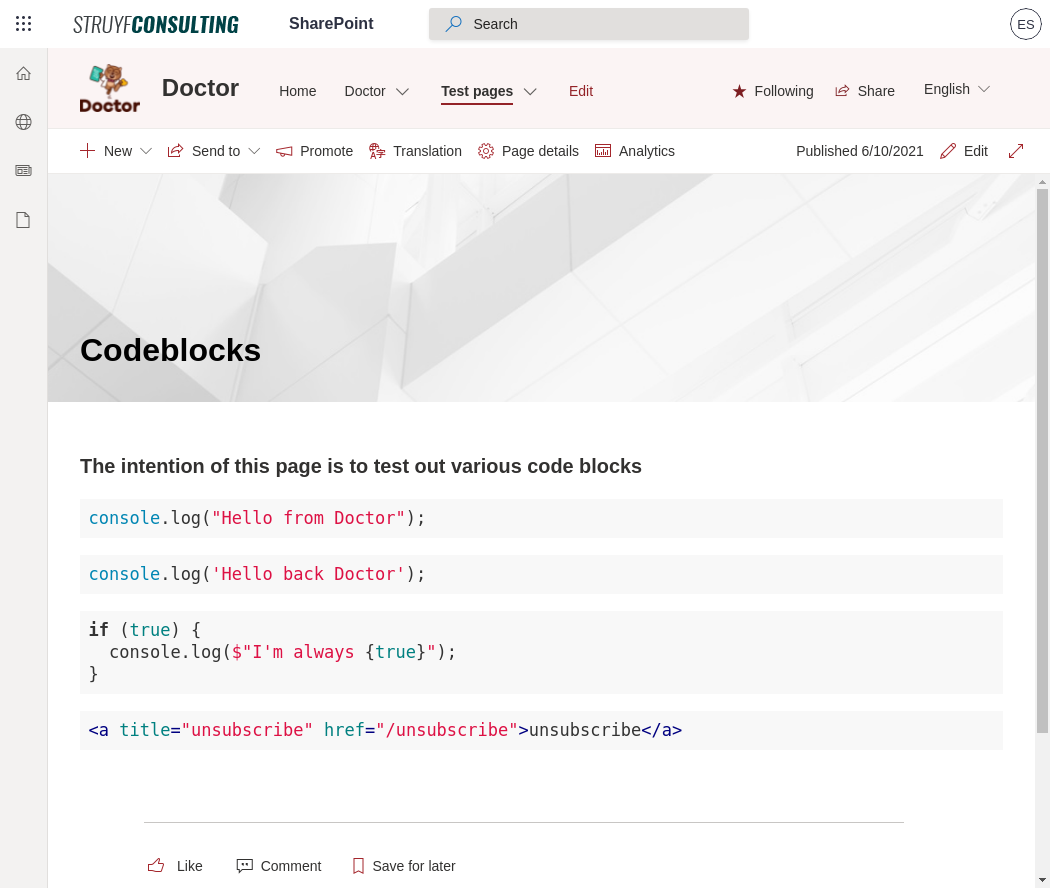 STRUYFCONSULTING SharePoint Search ES
Doctor Doctor Home Doctor Test pages Edit Following Share English
New Send to Promote Translation Page details Analytics Published 6/10/2021 Edit
Codeblocks
The intention of this page is to test out various code blocks
console.log("Hello from Doctor");
console.log('Hello back Doctor');
if (true) {
  console.log($"I'm always {true}");
}
<a title="unsubscribe" href="/unsubscribe">unsubscribe</a>
Like Comment Save for later